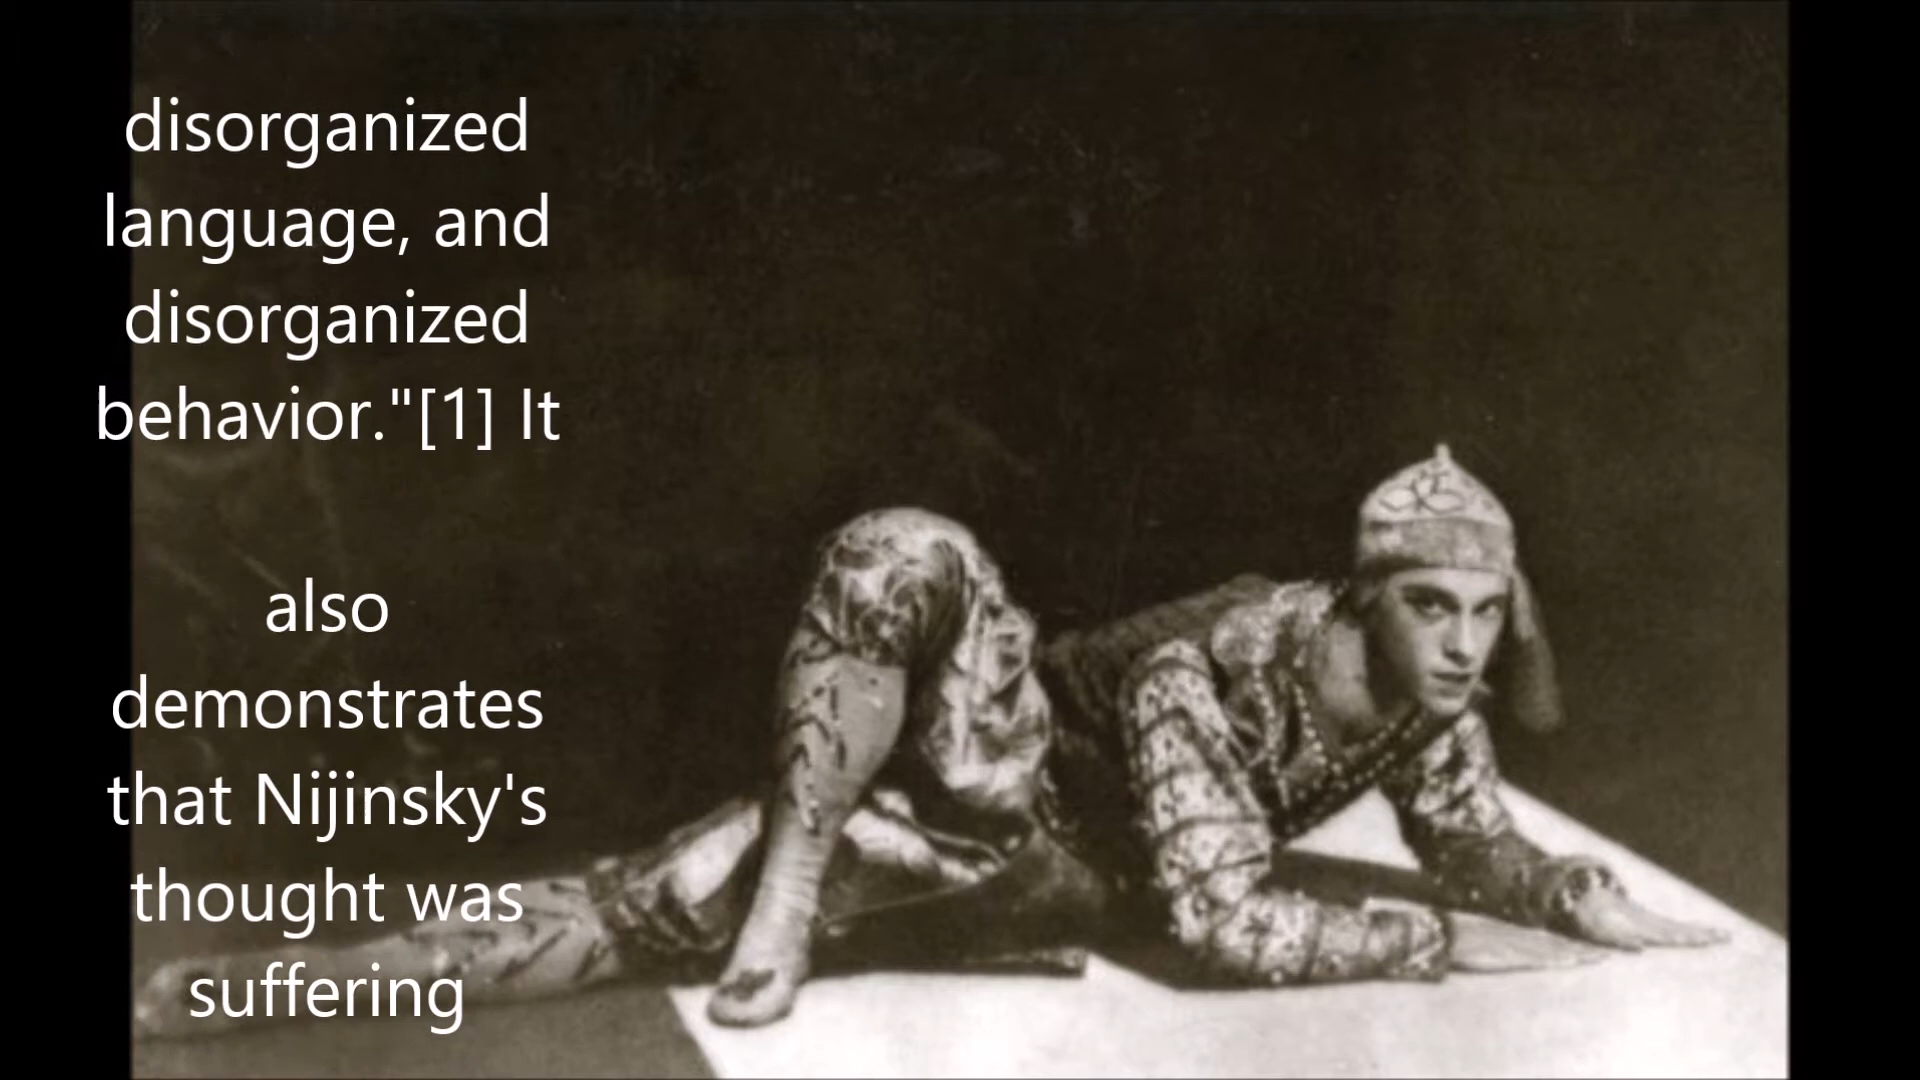 disorganized
language, and
disorganized
behavior."[1] It
also
demonstrates
that Nijinsky's
thought was
suffering